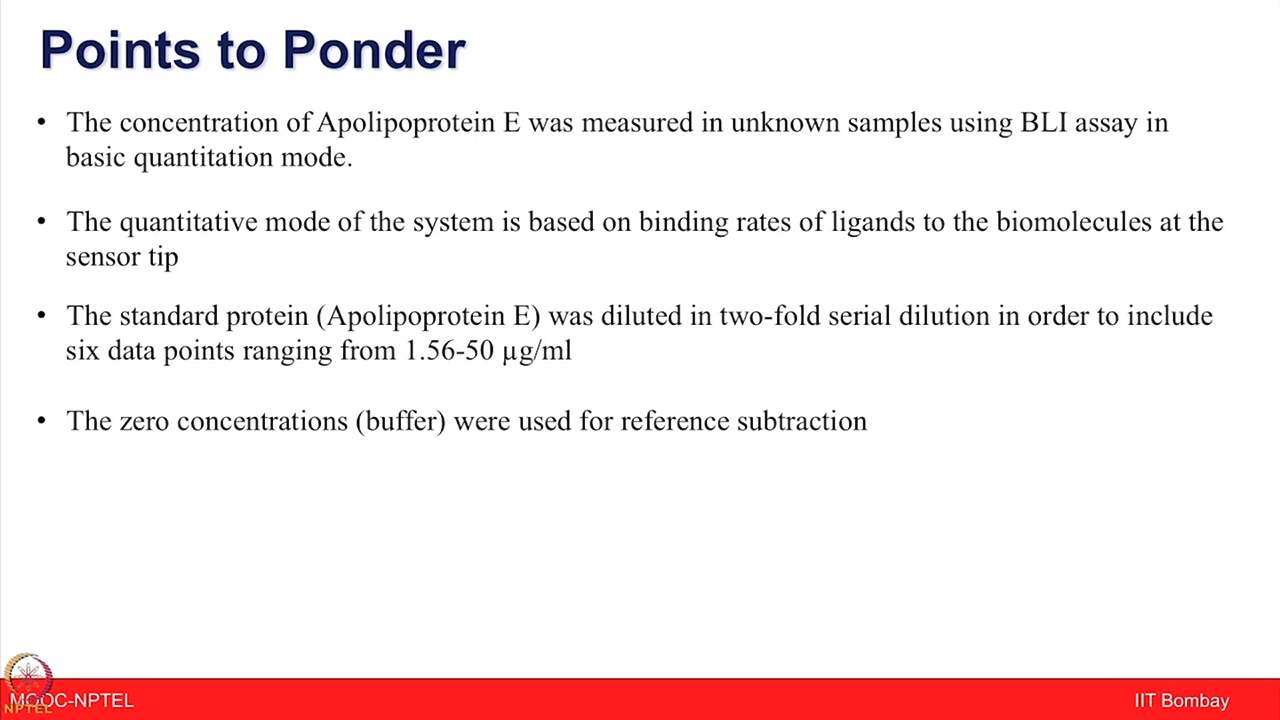 Points to Ponder
• The concentration of Apolipoprotein E was measured in unknown samples using BLI assay in
basic quantitation mode.
• The quantitative mode of the system is based on binding rates of ligands to the biomolecules at the
sensor tip
• The standard protein (Apolipoprotein E) was diluted in two-fold serial dilution in order to include
six data points ranging from 1.56-50 µg/ml
• The zero concentrations (buffer) were used for reference subtraction
MOOC-NPTEL
NPTEL
IIT Bombay